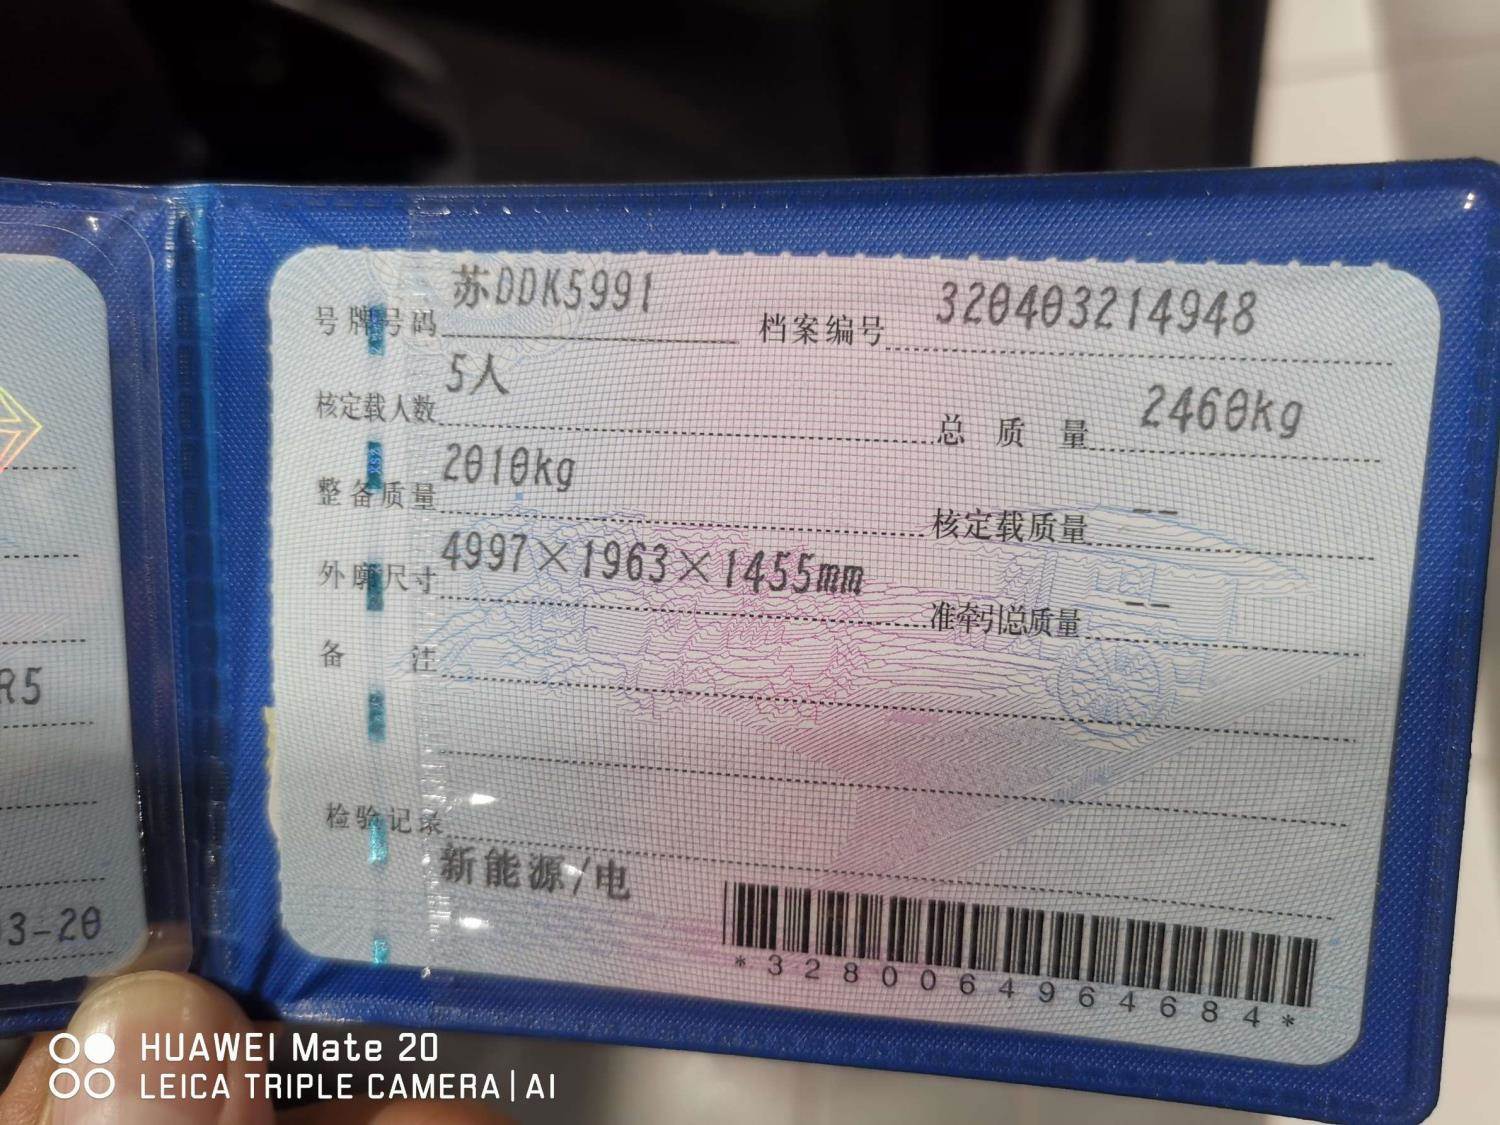 号牌号码 苏DDK5991 档案编号 320403214948
核定载人数 5人 总质量 2460kg
整备质量 2010kg 核定载质量 --
外廓尺寸 4997×1963×1455mm 准牵引总质量 --
备注
检验记录
新能源/电
*3280064964684*
R5
03-20
HUAWEI Mate 20
LEICA TRIPLE CAMERA|AI